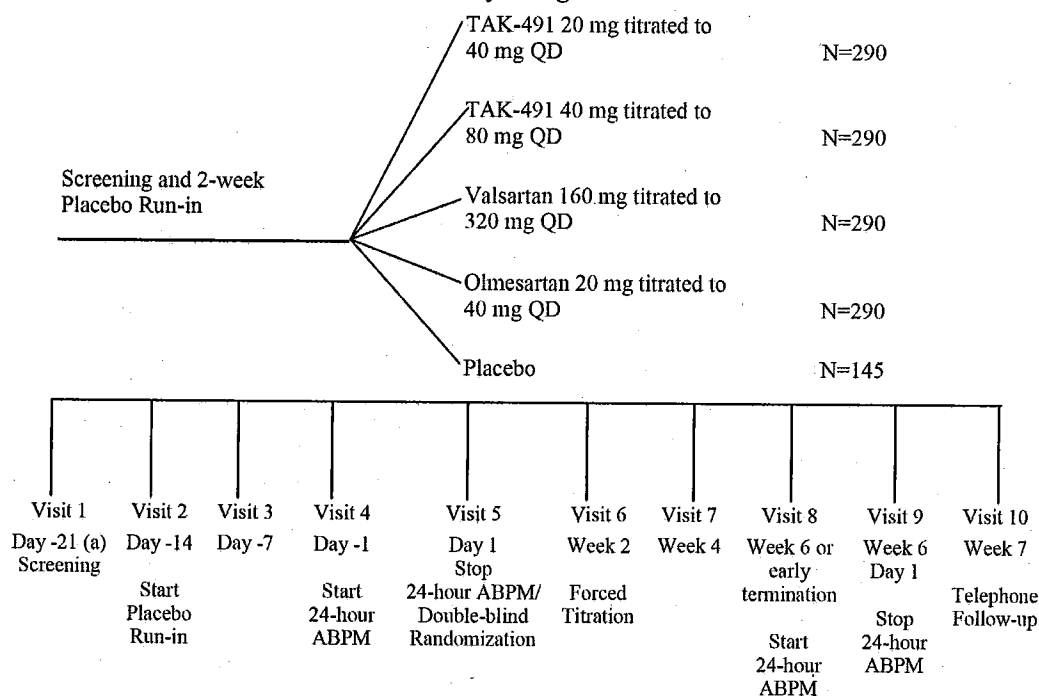 TAK-491 20 mg titrated to
40 mg QD N=290
TAK-491 40 mg titrated to
80 mg QD N=290
Screening and 2-week
Placebo Run-in
Valsartan 160 mg titrated to
320 mg QD N=290
Olmesartan 20 mg titrated to
40 mg QD N=290
Placebo N=145
Visit 1
Day -21 (a)
Screening
Visit 2
Day -14
Start
Placebo
Run-in
Visit 3
Day -7
Visit 4
Day -1
Start
24-hour
ABPM
Visit 5
Day 1
Stop
24-hour ABPM/
Double-blind
Randomization
Visit 6
Week 2
Forced
Titration
Visit 7
Week 4
Visit 8
Week 6 or
early
termination
Start
24-hour
ABPM
Visit 9
Week 6
Day 1
Stop
24-hour
ABPM
Visit 10
Week 7
Telephone
Follow-up